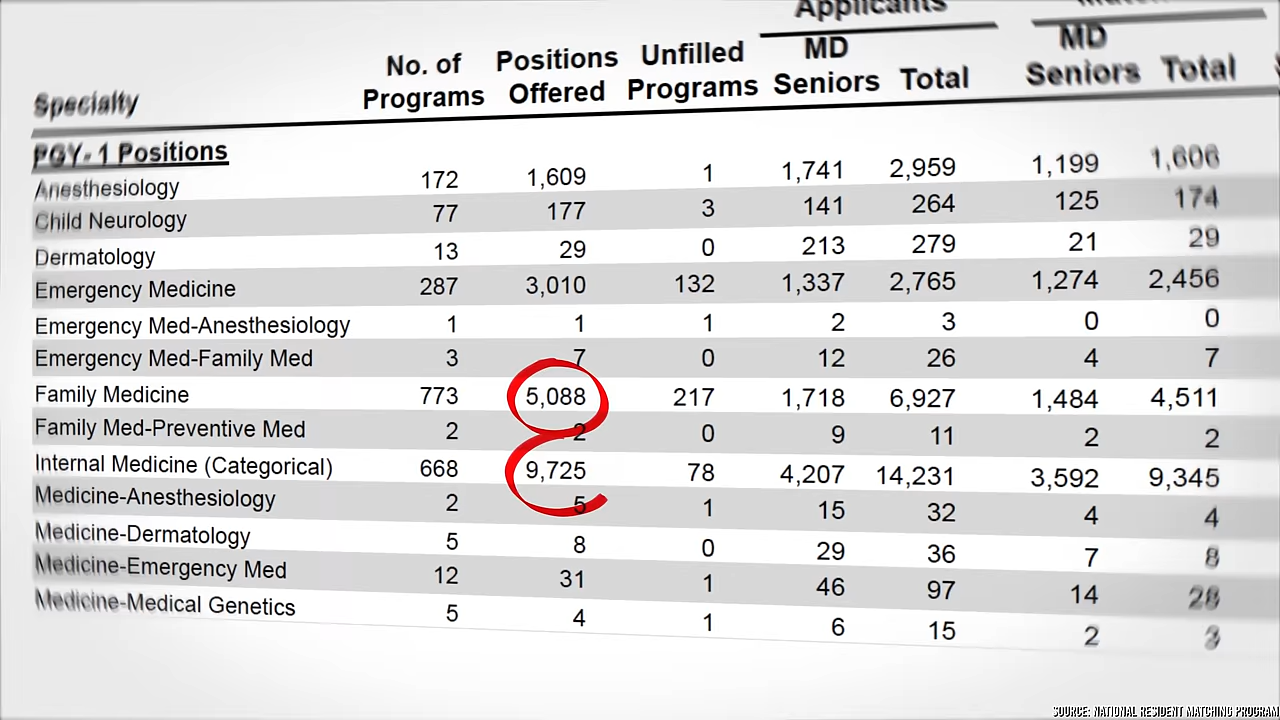 Applicants
No. of Positions Unfilled MD MD
Specialty Programs Offered Programs Seniors Total Seniors Total
PGY-1 Positions
Anesthesiology 172 1,609 1 1,741 2,959 1,199 1,606
Child Neurology 77 177 3 141 264 125 174
Dermatology 13 29 0 213 279 21 29
Emergency Medicine 287 3,010 132 1,337 2,765 1,274 2,456
Emergency Med-Anesthesiology 1 1 1 2 3 0 0
Emergency Med-Family Med 3 7 0 12 26 4 7
Family Medicine 773 5,088 217 1,718 6,927 1,484 4,511
Family Med-Preventive Med 2 2 0 9 11 2 2
Internal Medicine (Categorical) 668 9,725 78 4,207 14,231 3,592 9,345
Medicine-Anesthesiology 2 5 1 15 32 4 4
Medicine-Dermatology 5 8 0 29 36 7 8
Medicine-Emergency Med 12 31 1 46 97 14 28
Medicine-Medical Genetics 5 4 1 6 15 2 3
SOURCE: NATIONAL RESIDENT MATCHING PROGRAM